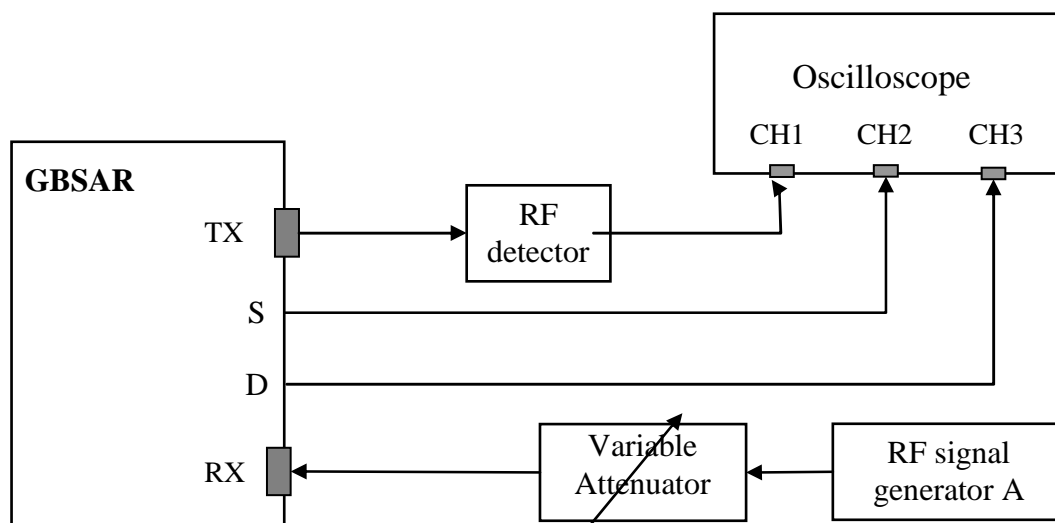 Oscilloscope
CH1 CH2 CH3
GBSAR
TX
RF
detector
S
D
RX
Variable
Attenuator
RF signal
generator A